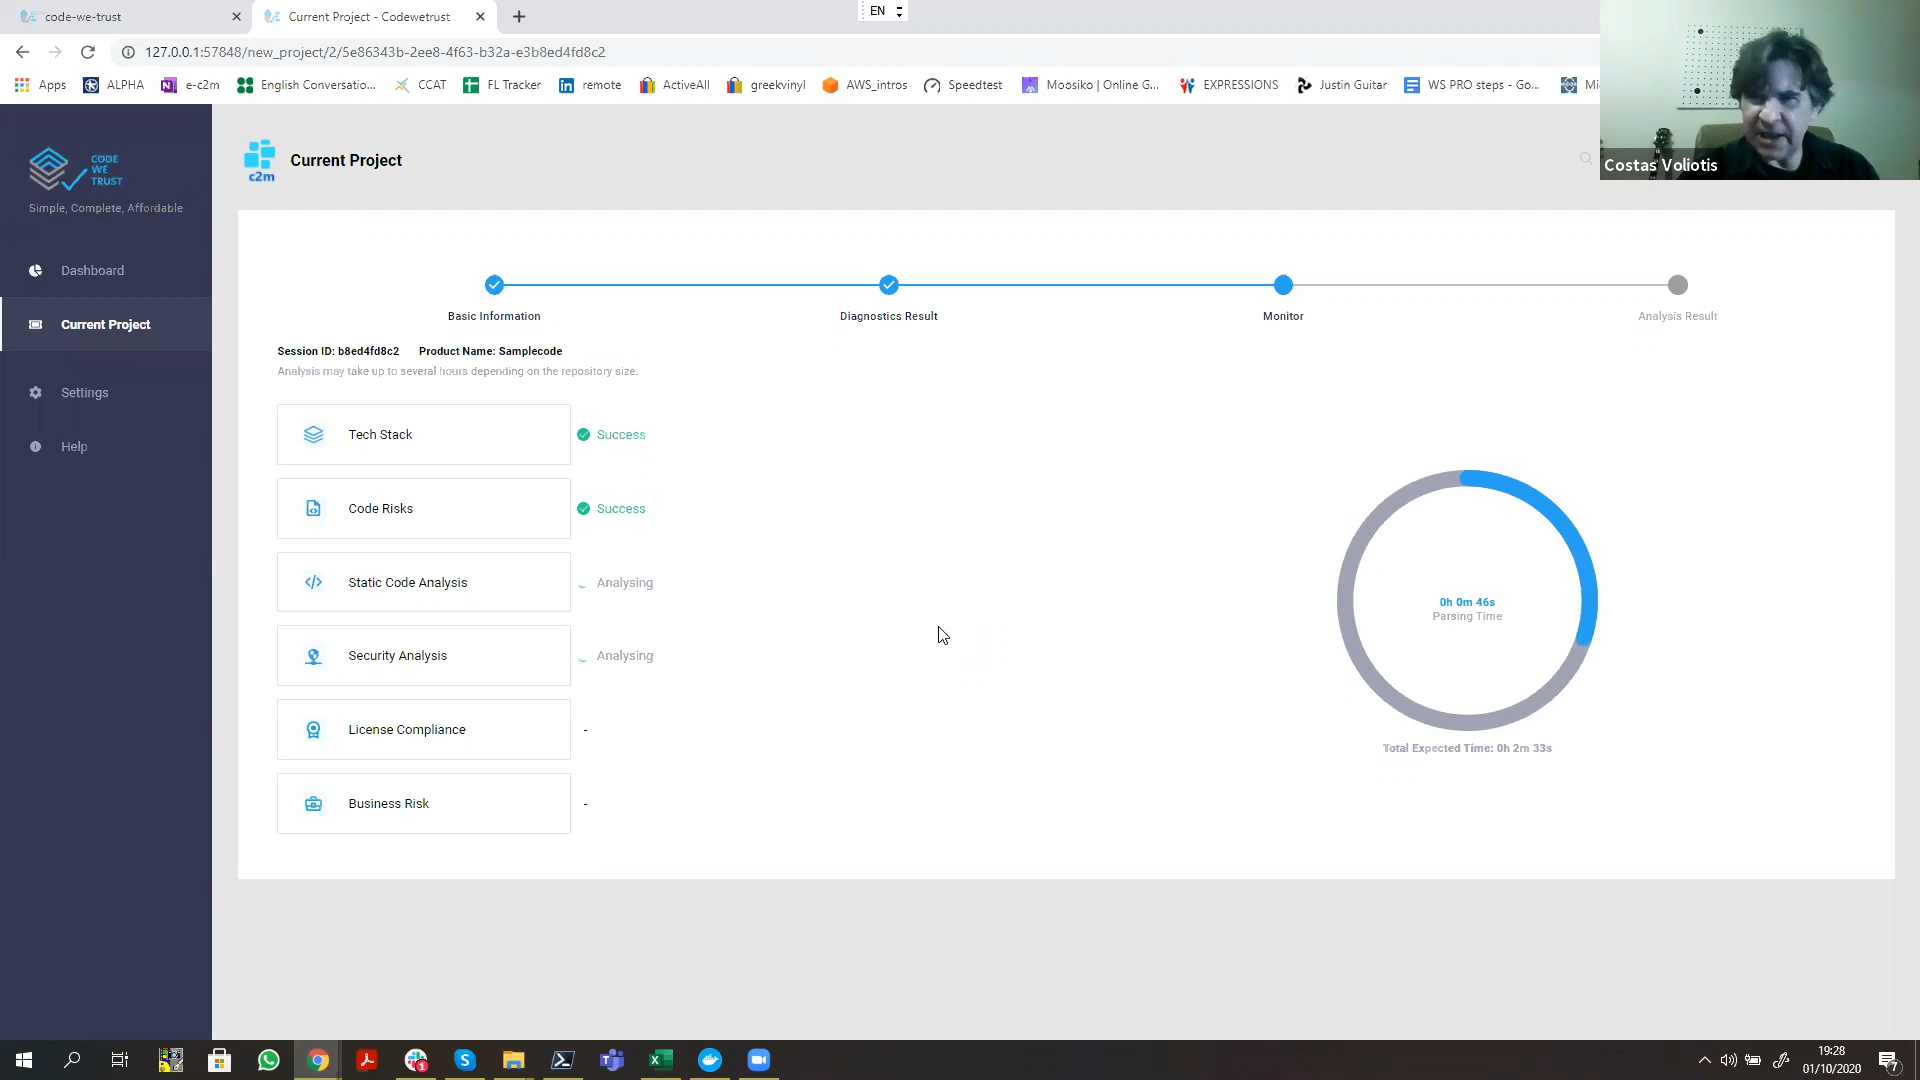 code-we-trust
Current Project - Codewetrust
EN
127.0.0.1:57848/new_project/2/5e86343b-2ee8-4f63-b32a-e3b8ed4fd8c2
Apps
ALPHA
e-c2m
English Conversatio...
CCAT
FL Tracker
remote
ActiveAll
greekvinyl
AWS_intros
Speedtest
Moosiko | Online G...
EXPRESSIONS
Justin Guitar
WS PRO steps - Go...
Costas Voliotis
CODE
WE
TRUST
Simple, Complete, Affordable
Dashboard
Current Project
Settings
Help
c2m
Current Project
Basic Information
Diagnostics Result
Monitor
Analysis Result
Session ID: b8ed4fd8c2 Product Name: Samplecode
Analysis may take up to several hours depending on the repository size.
Tech Stack
Success
Code Risks
Success
Static Code Analysis
Analysing
Security Analysis
Analysing
License Compliance
-
Business Risk
-
0h 0m 46s
Parsing Time
Total Expected Time: 0h 2m 33s
1
19:28
01/10/2020
7